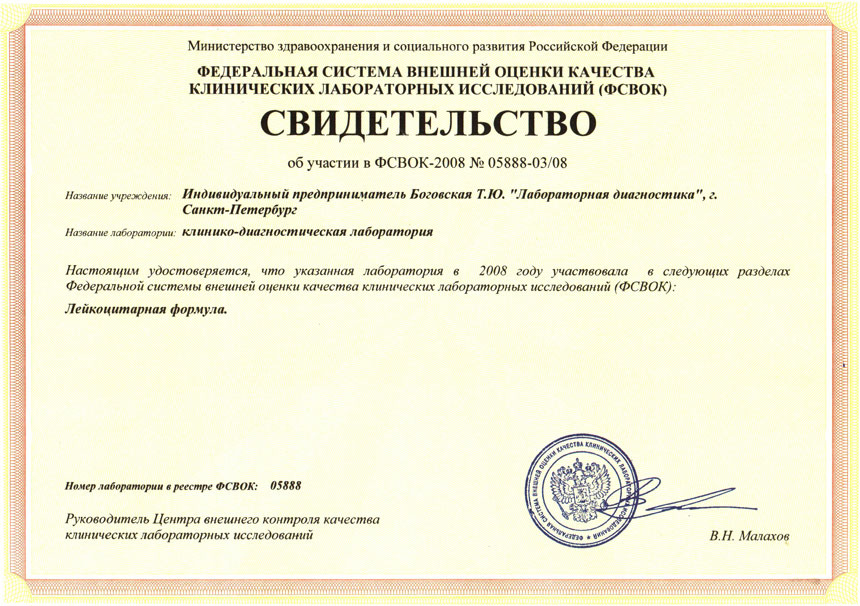 Министерство здравоохранения и социального развития Российской Федерации
ФЕДЕРАЛЬНАЯ СИСТЕМА ВНЕШНЕЙ ОЦЕНКИ КАЧЕСТВА
КЛИНИЧЕСКИХ ЛАБОРАТОРНЫХ ИССЛЕДОВАНИЙ (ФСВОК)
СВИДЕТЕЛЬСТВО
об участии в ФСВОК-2008 № 05888-03/08
Название учреждения: Индивидуальный предприниматель Боговская Т.Ю. "Лабораторная диагностика", г.
Санкт-Петербург
Название лаборатории: клинико-диагностическая лаборатория
Настоящим удостоверяется, что указанная лаборатория в 2008 году участвовала в следующих разделах
Федеральной системы внешней оценки качества клинических лабораторных исследований (ФСВОК):
Лейкоцитарная формула.
Номер лаборатории в реестре ФСВОК: 05888
Руководитель Центра внешнего контроля качества
клинических лабораторных исследований
В.Н. Малахов
ФЕДЕРАЛЬНАЯ СИСТЕМА ВНЕШНЕЙ ОЦЕНКИ КАЧЕСТВА КЛИНИЧЕСКИХ ЛАБОРАТОРНЫХ ИССЛЕДОВАНИЙ